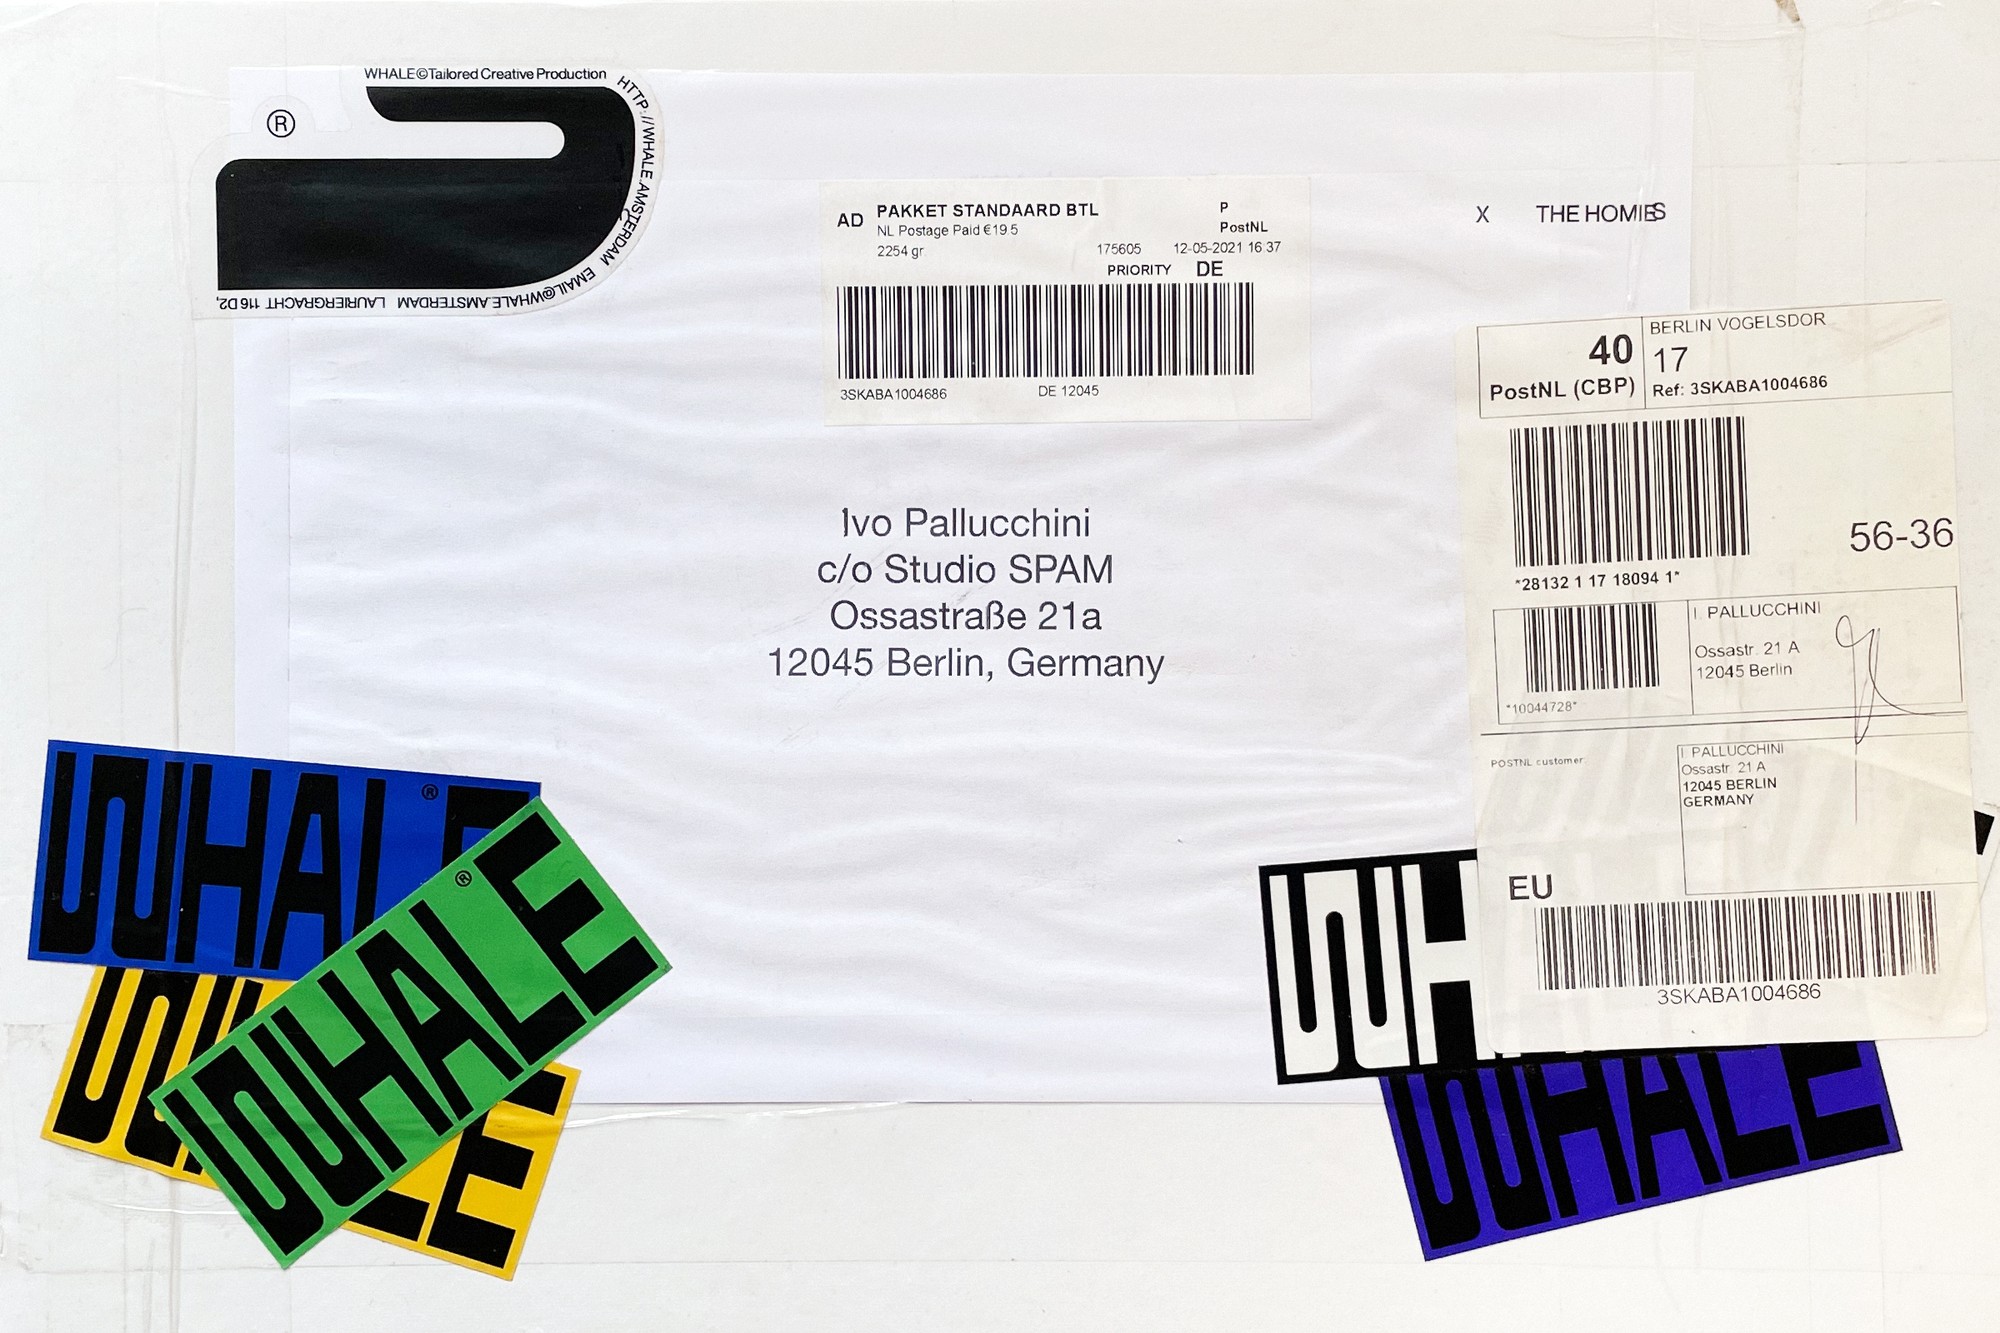 WHALE©Tailored Creative Production
HTTP://WHALE.AMSTERDAM
EMAIL@WHALE.AMSTERDAM
LAURIERGRACHT 116 D2,
®
AD
PAKKET STANDAARD BTL
NL Postage Paid € 19.5
2254 gr.
P
PostNL
175605 12-05-2021 16:37
PRIORITY DE
3SKABA1004686 DE 12045
X THE HOMIES
Ivo Pallucchini
c/o Studio SPAM
Ossastraße 21a
12045 Berlin, Germany
40
PostNL (CBP)
BERLIN VOGELSDOR
17
Ref: 3SKABA1004686
56-36
*28132 1 17 18094 1*
I. PALLUCCHINI
Ossastr. 21 A
12045 Berlin
*10044728*
POSTNL customer:
I. PALLUCCHINI
Ossastr. 21 A
12045 BERLIN
GERMANY
EU
3SKABA1004686
WHALE®
WHALE®
WHALE
WH
WHALE